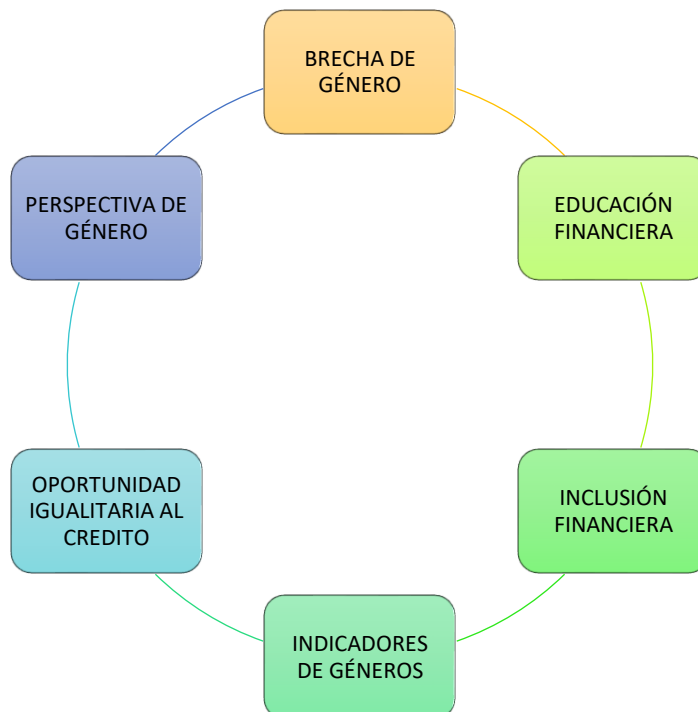 BRECHA DE
GÉNERO
EDUCACIÓN
FINANCIERA
INCLUSIÓN
FINANCIERA
INDICADORES
DE GÉNEROS
OPORTUNIDAD
IGUALITARIA AL
CREDITO
PERSPECTIVA DE
GÉNERO